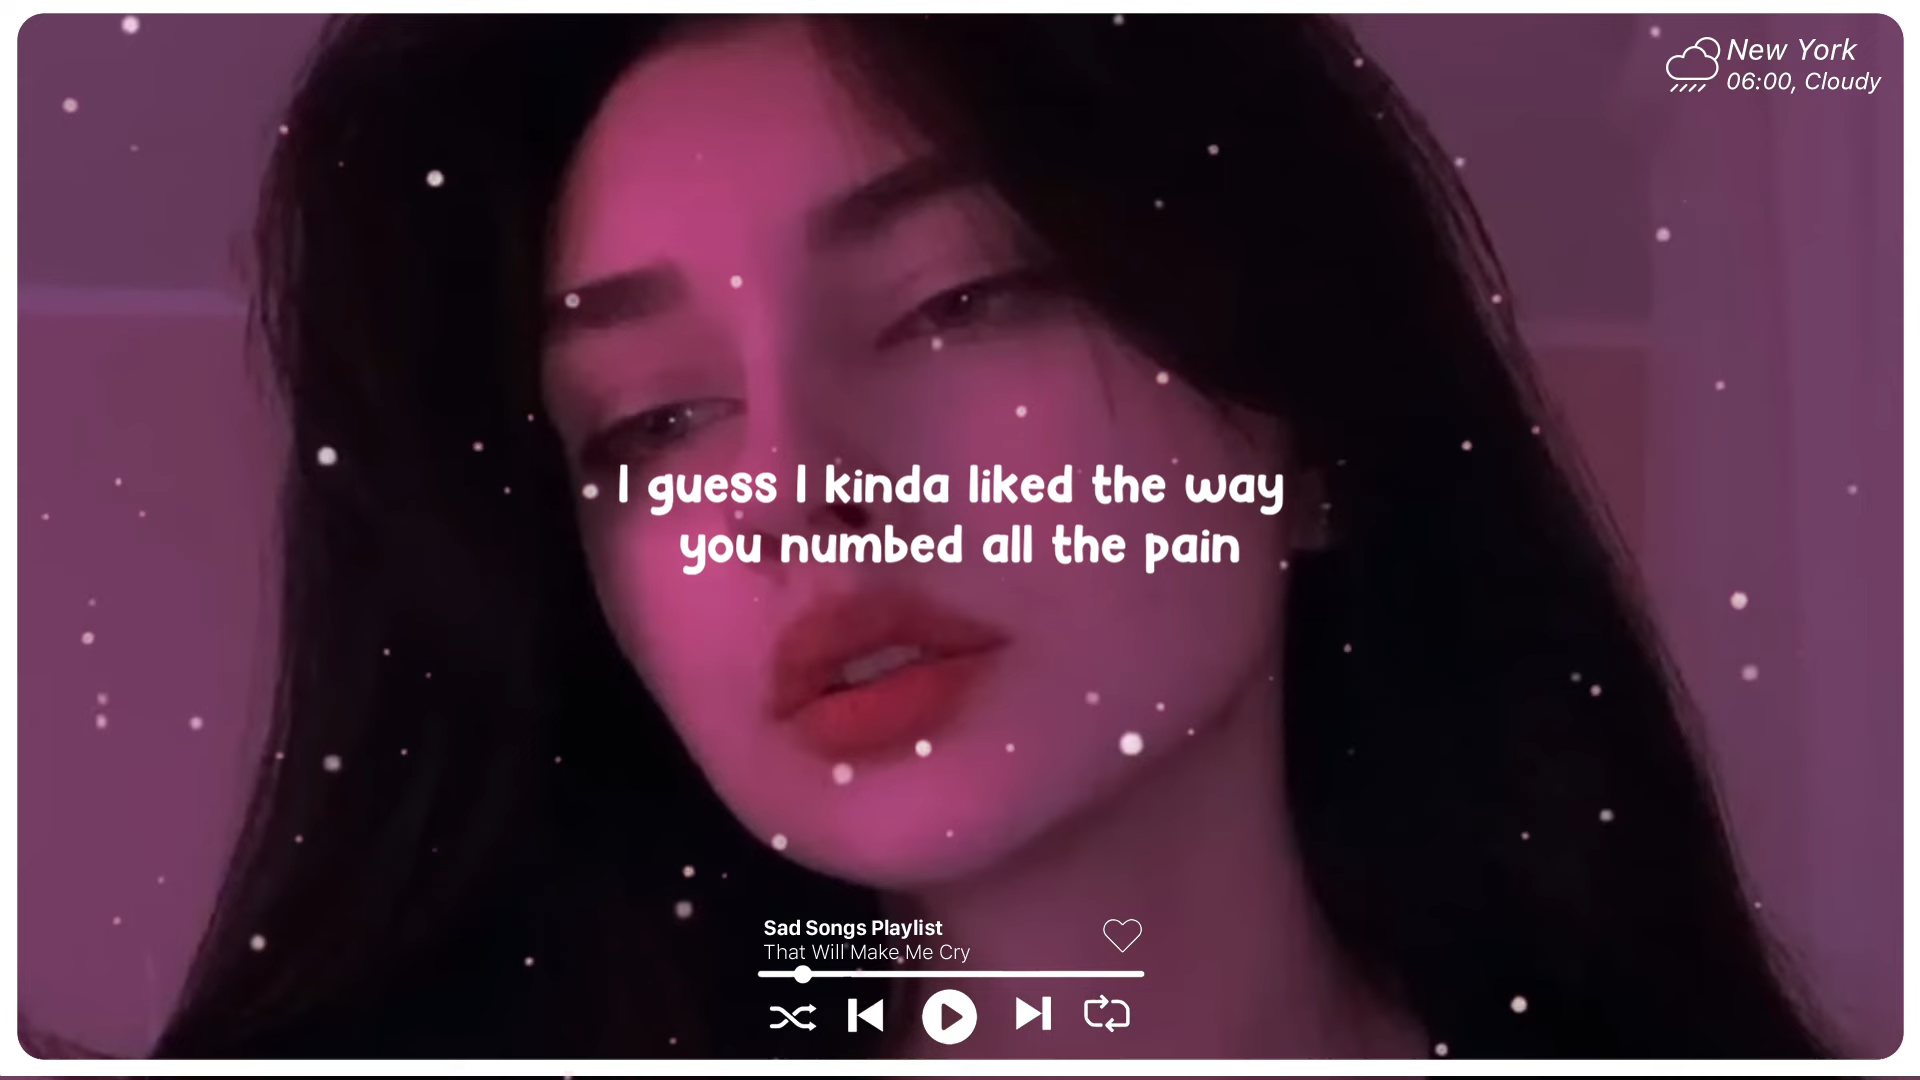 New York
06:00, Cloudy
I guess I kinda liked the way
you numbed all the pain
Sad Songs Playlist
That Will Make Me Cry